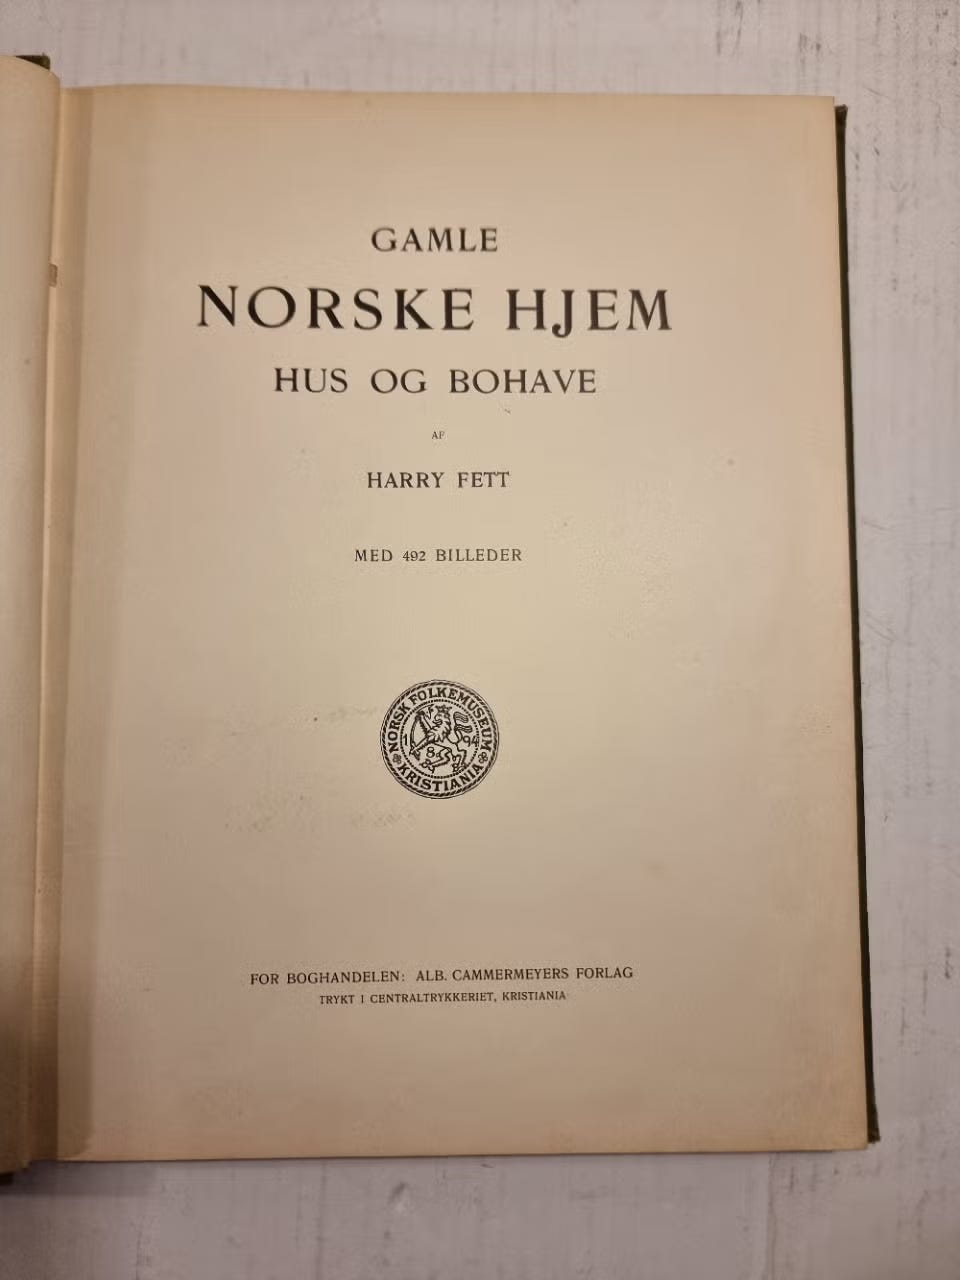 GAMLE
NORSKE HJEM
HUS OG BOHAVE
AF
HARRY FETT
MED 492 BILLEDER
NORSK FOLKEMUSEUM
1894
KRISTIANIA
FOR BOGHANDELEN: ALB. CAMMERMEYERS FORLAG
TRYKT I CENTRALTRYKKERIET, KRISTIANIA